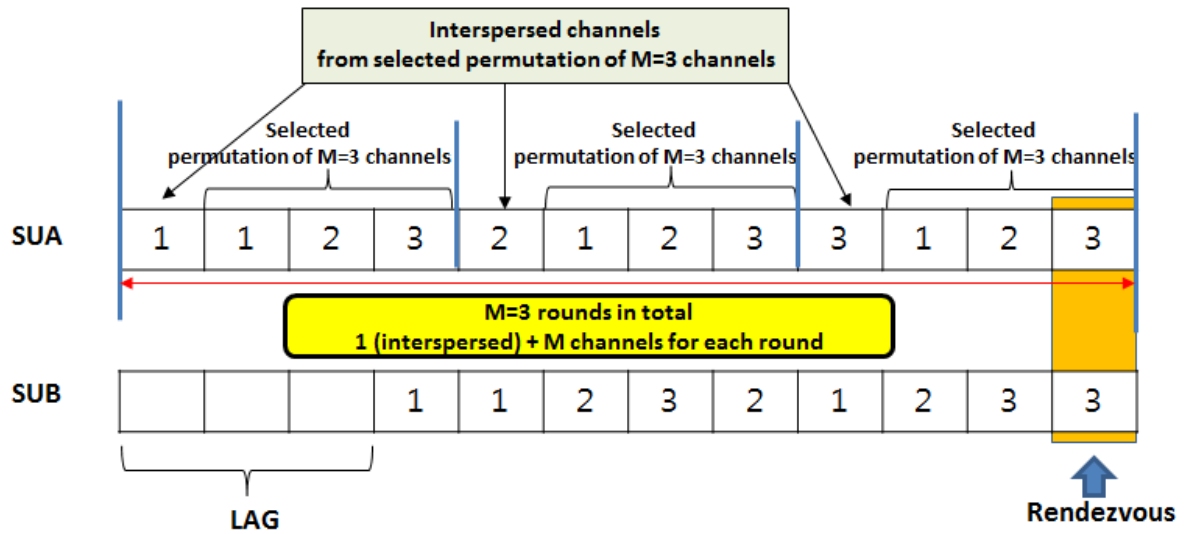 Interspersed channels
from selected permutation of M=3 channels
Selected
permutation of M=3 channels
Selected
permutation of M=3 channels
Selected
permutation of M=3 channels
SUA 1 1 2 3 2 1 2 3 3 1 2 3
M=3 rounds in total
1 (interspersed) + M channels for each round
SUB 1 1 2 3 2 1 2 3 3
LAG
Rendezvous